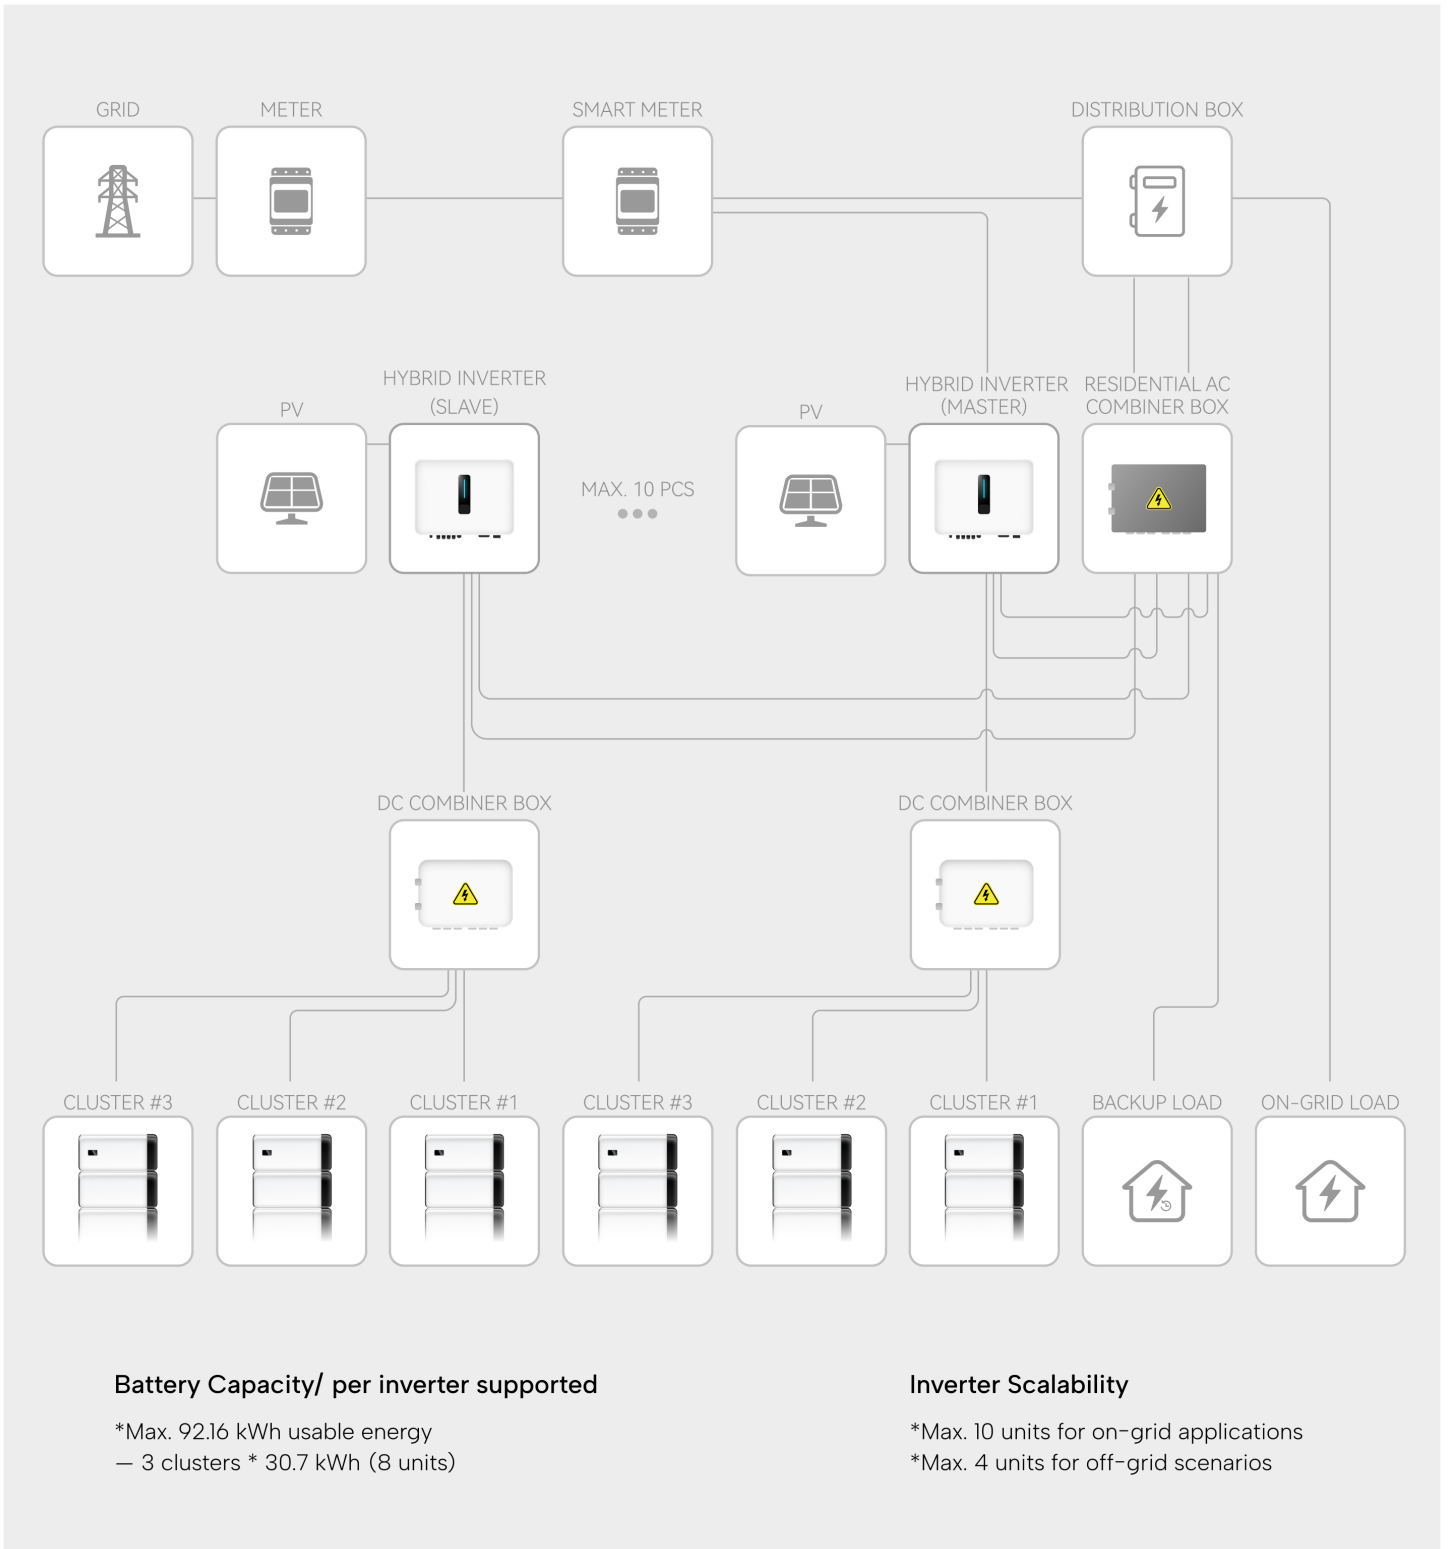 GRID
METER
SMART METER
DISTRIBUTION BOX
HYBRID INVERTER
(SLAVE)
PV
HYBRID INVERTER
(MASTER)
PV
RESIDENTIAL AC
COMBINER BOX
MAX. 10 PCS
DC COMBINER BOX
DC COMBINER BOX
CLUSTER #3
CLUSTER #2
CLUSTER #1
CLUSTER #3
CLUSTER #2
CLUSTER #1
BACKUP LOAD
ON-GRID LOAD
Battery Capacity/ per inverter supported
*Max. 92.16 kWh usable energy
— 3 clusters * 30.7 kWh (8 units)
Inverter Scalability
*Max. 10 units for on-grid applications
*Max. 4 units for off-grid scenarios